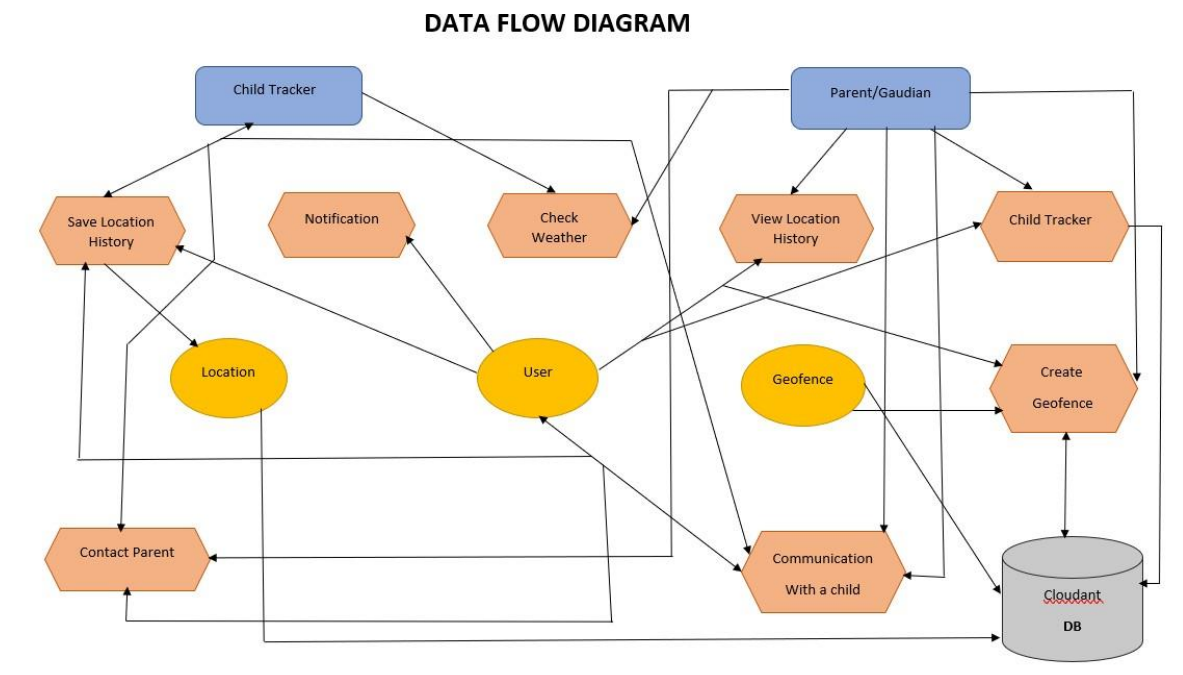 DATA FLOW DIAGRAM
Child Tracker
Parent/Gaudian
Save Location
History
Notification
Check
Weather
View Location
History
Child Tracker
Location
User
Geofence
Create
Geofence
Contact Parent
Communication
With a child
Cloudant
DB